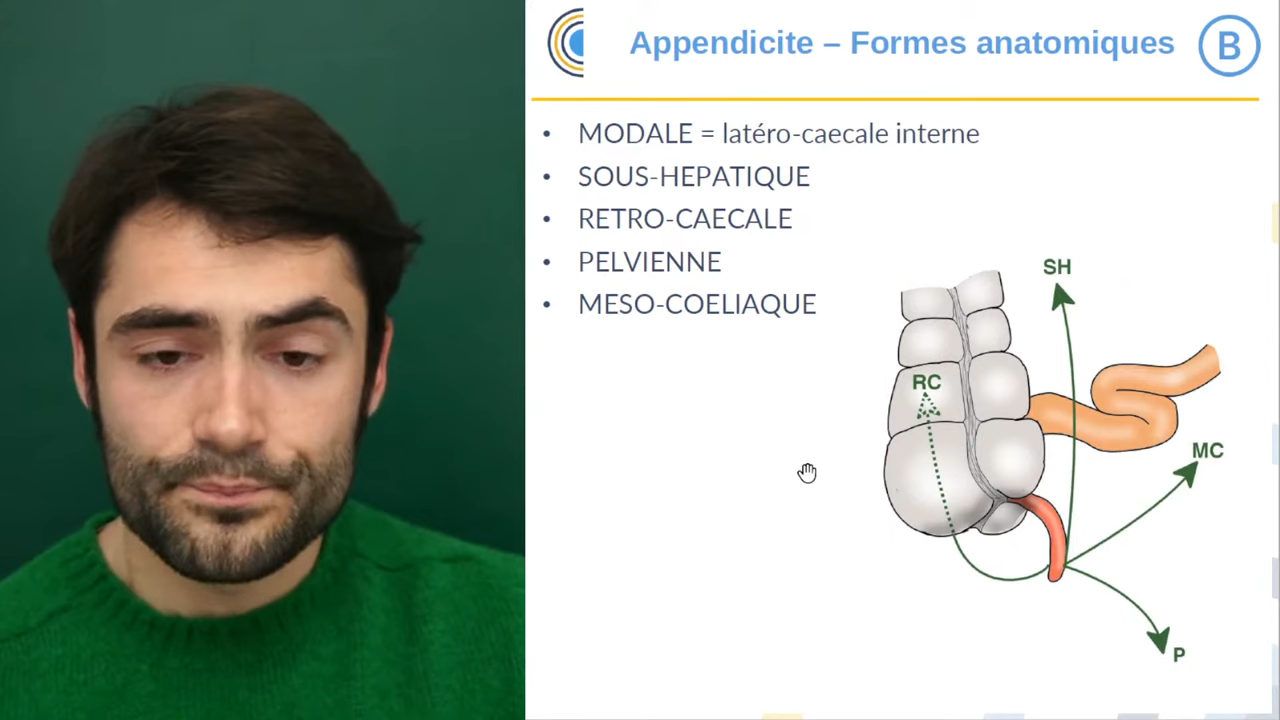 Appendicite – Formes anatomiques
B
• MODALE = latéro-caecale interne
• SOUS-HEPATIQUE
• RETRO-CAECALE
• PELVIENNE
• MESO-COELIAQUE
SH
RC
MC
P